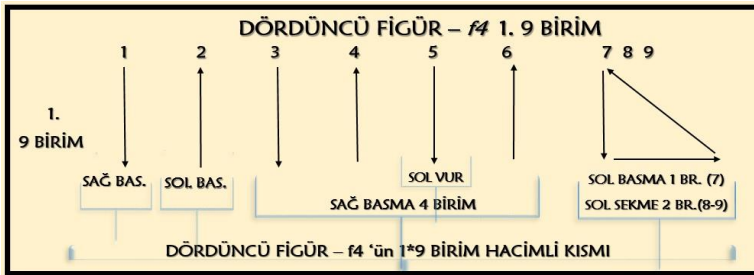 DÖRDÜNCÜ FİGÜR – f4 1. 9 BİRİM
1 2 3 4 5 6 7 8 9
1.
9 BİRİM
SAĞ BAS. SOL BAS. SOL VUR SOL BASMA 1 BR. (7)
SAĞ BASMA 4 BİRİM SOL SEKME 2 BR.(8-9)
DÖRDÜNCÜ FİGÜR – f4 ‘ün 1*9 BİRİM HACİMLİ KISMI